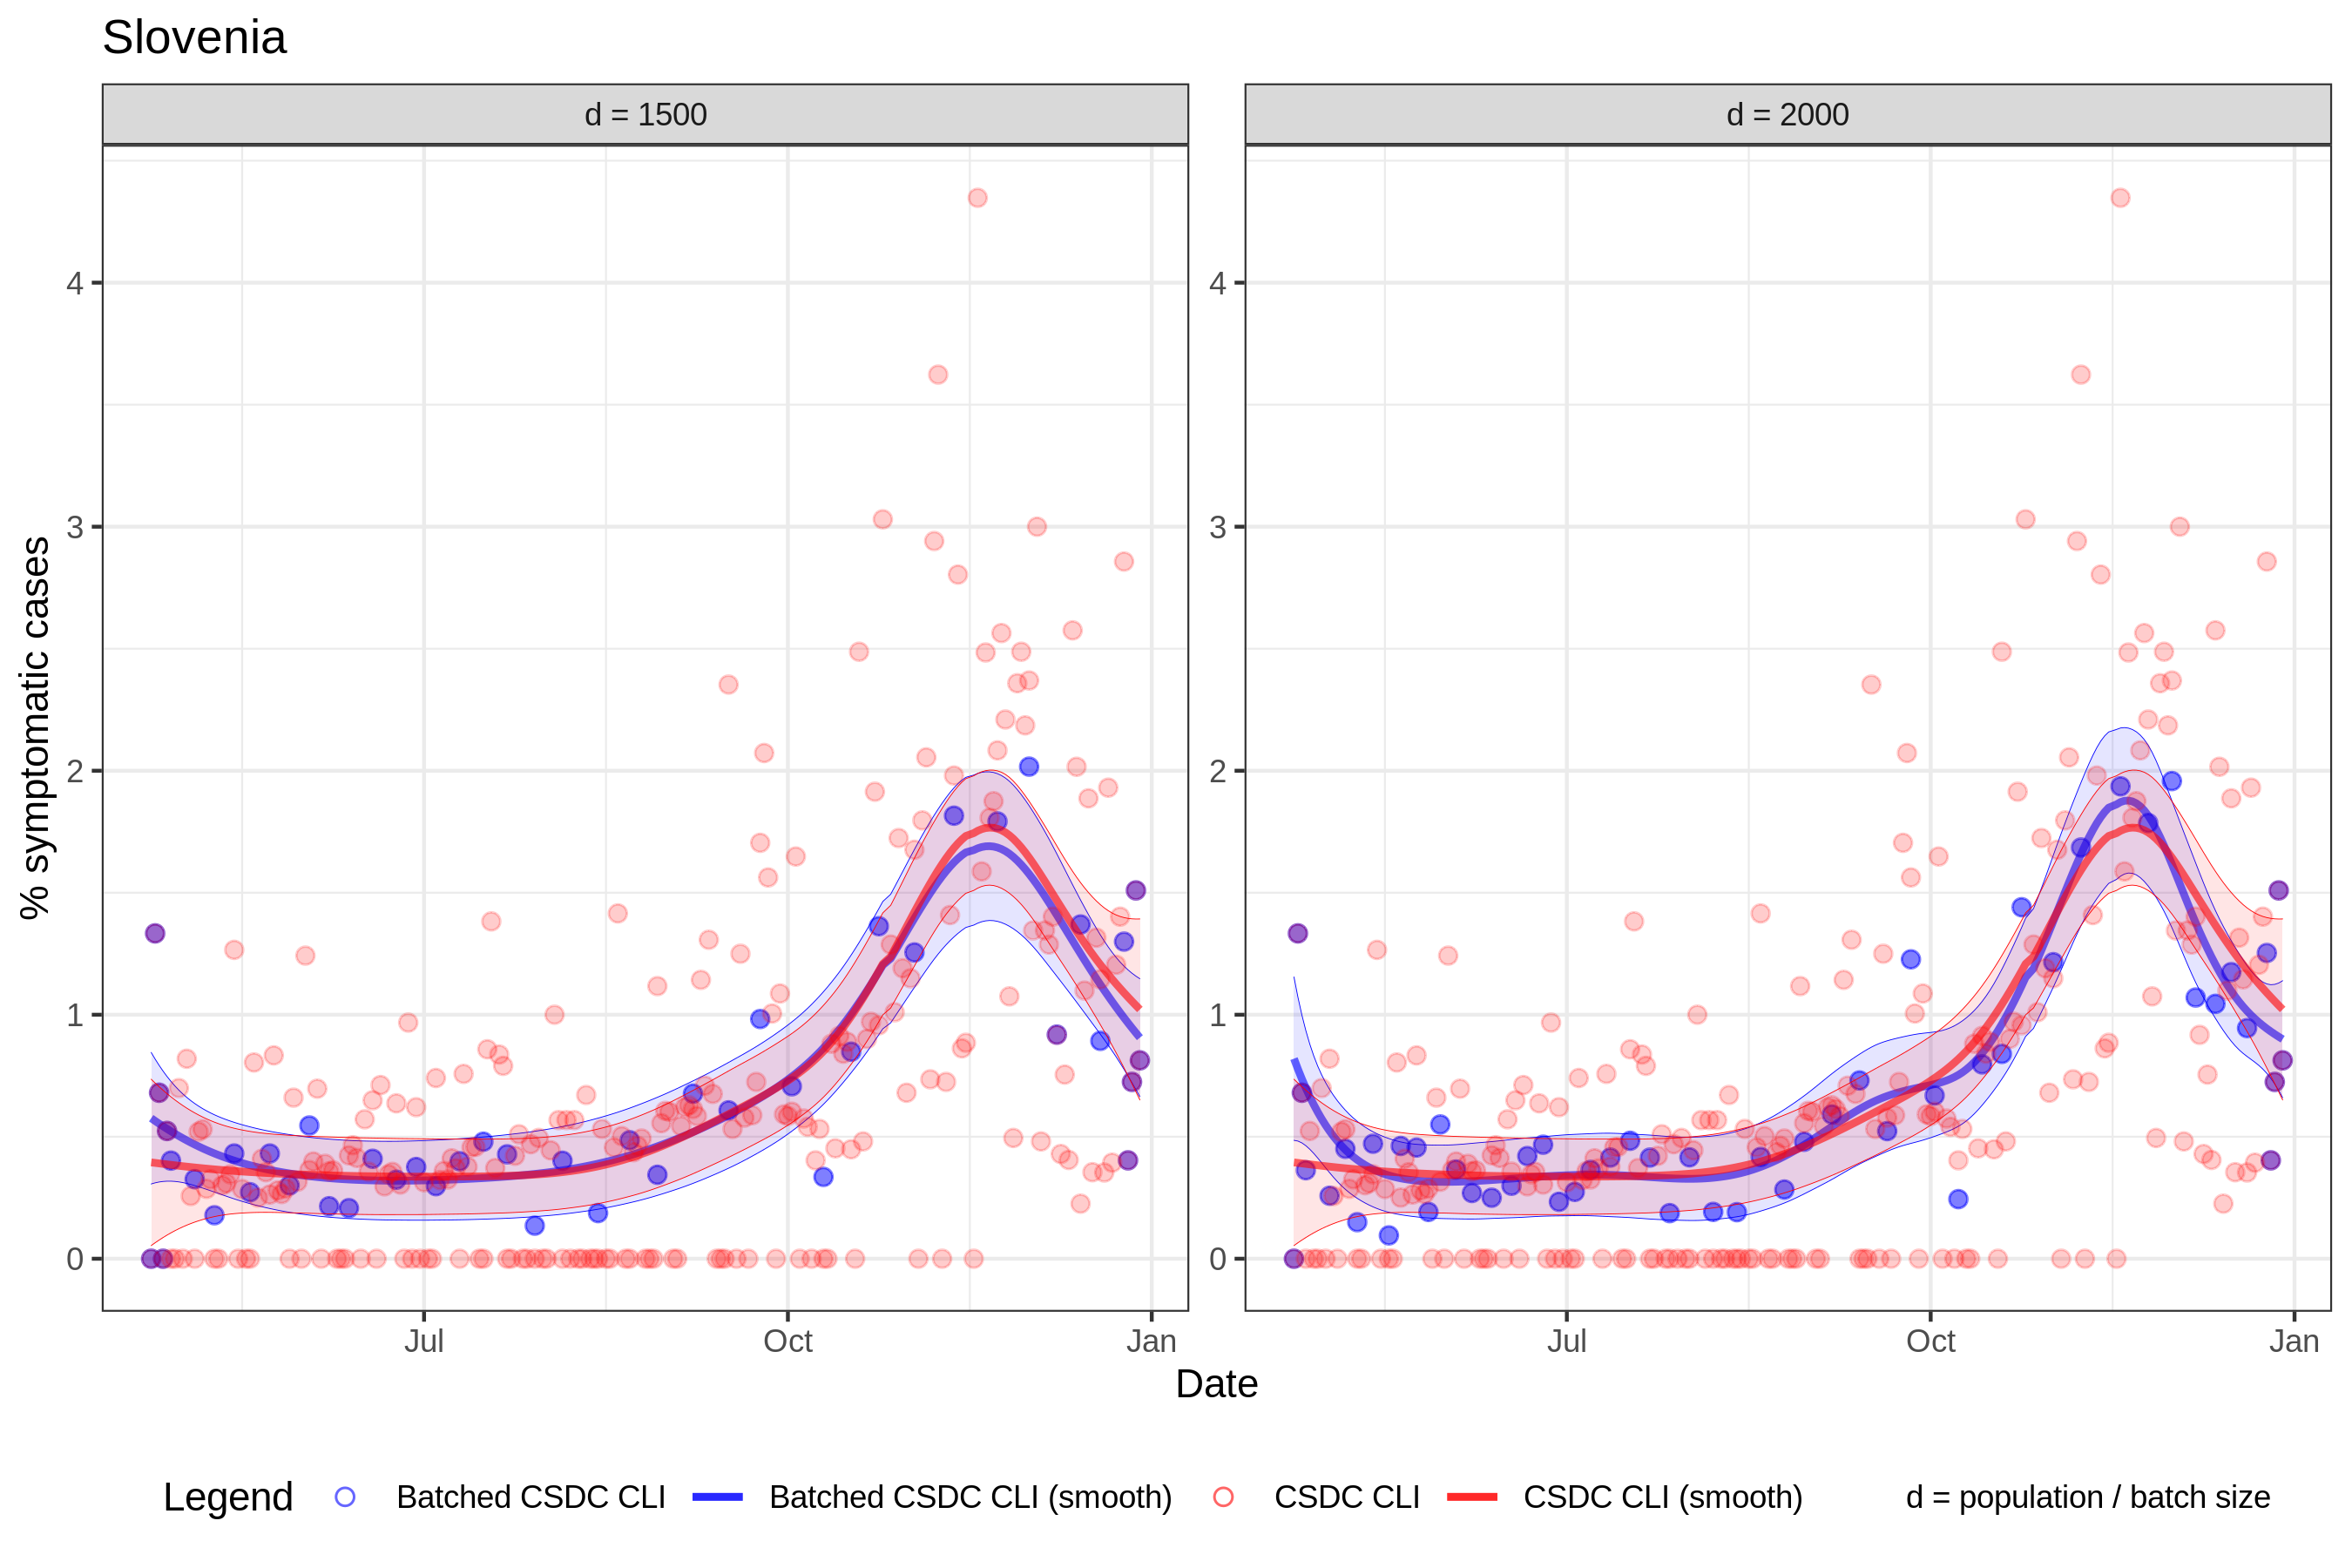 Slovenia
d = 1500
d = 2000
% symptomatic cases
4
3
2
1
0
4
3
2
1
0
Jul
Oct
Jan
Jul
Oct
Jan
Date
Legend
Batched CSDC CLI
Batched CSDC CLI (smooth)
CSDC CLI
CSDC CLI (smooth)
d = population / batch size